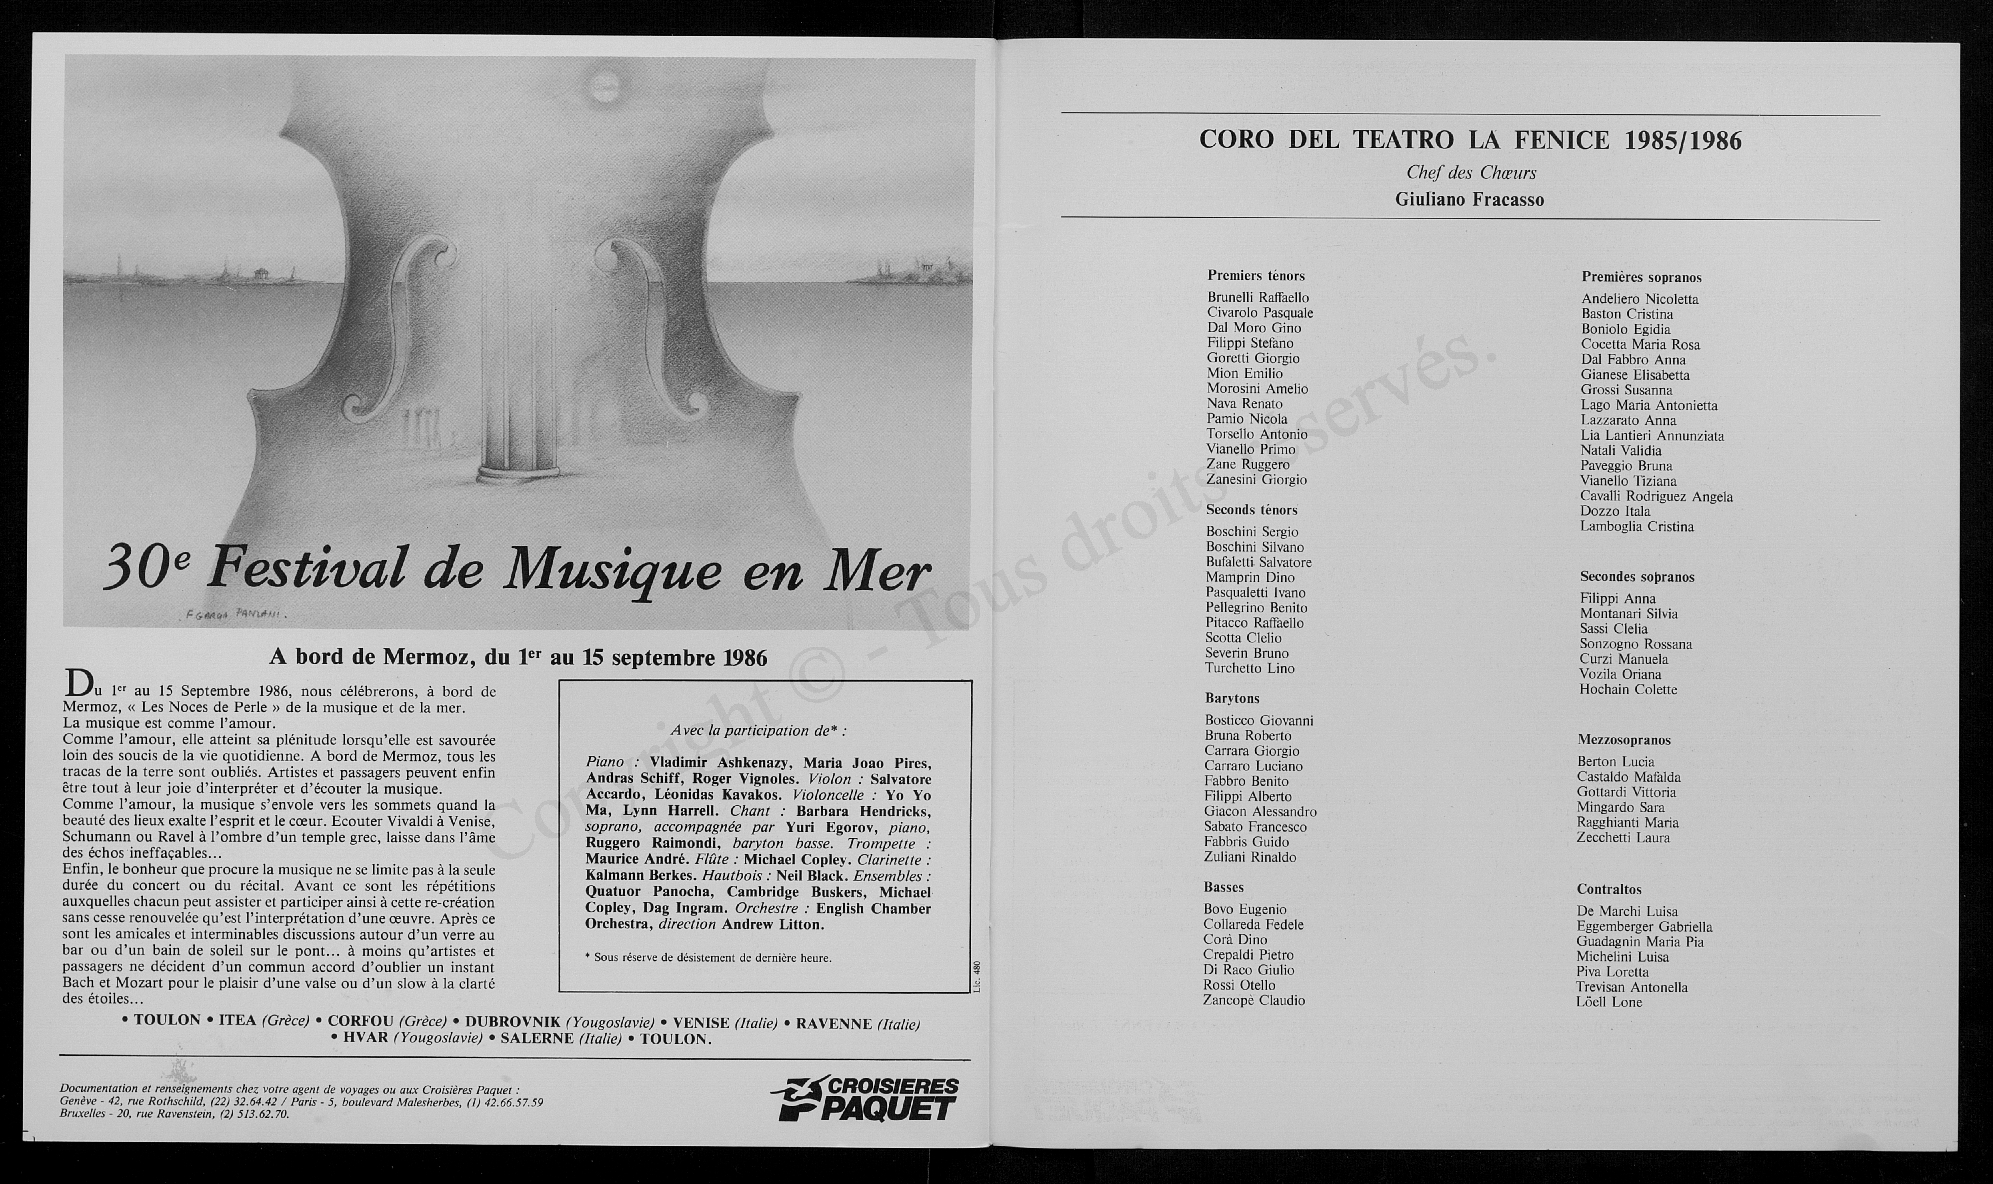 30e Festival de Musique en Mer
A bord de Mermoz, du 1er au 15 septembre 1986
Du 1er au 15 Septembre 1986, nous célébrerons, à bord de
Mermoz, « Les Noces de Perle » de la musique et de la mer.
La musique est comme l'amour.
Comme l'amour, elle atteint sa plénitude lorsqu'elle est savourée
loin des soucis de la vie quotidienne. A bord de Mermoz, tous les
tracas de la terre sont oubliés. Artistes et passagers peuvent enfin
être tout à leur joie d'interpréter et d'écouter la musique.
Comme l'amour, la musique s'envole vers les sommets quand la
beauté des lieux exalte l'esprit et le cœur. Ecouter Vivaldi à Venise,
Schumann ou Ravel à l'ombre d'un temple grec, laisse dans l'âme
des échos ineffaçables...
Enfin, le bonheur que procure la musique ne se limite pas à la seule
durée du concert ou du récital. Avant ce sont les répétitions
auxquelles chacun peut assister et participer ainsi à cette re-création
sans cesse renouvelée qu'est l'interprétation d'une œuvre. Après ce
sont les amicales et interminables discussions autour d'un verre au
bar ou d'un bain de soleil sur le pont... à moins qu'artistes et
passagers ne décident d'un commun accord d'oublier un instant
Bach et Mozart pour le plaisir d'une valse ou d'un slow à la clarté
des étoiles...
Avec la participation de* :
Piano : Vladimir Ashkenazy, Maria Joao Pires,
Andras Schiff, Roger Vignoles. Violon : Salvatore
Accardo, Léonidas Kavakos. Violoncelle : Yo Yo
Ma, Lynn Harrell. Chant : Barbara Hendricks,
soprano, accompagnée par Yuri Egorov, piano,
Ruggero Raimondi, baryton basse. Trompette :
Maurice André. Flûte : Michael Copley. Clarinette :
Kalmann Berkes. Hautbois : Neil Black. Ensembles :
Quatuor Panocha, Cambridge Buskers, Michael
Copley, Dag Ingram. Orchestre : English Chamber
Orchestra, direction Andrew Litton.
* Sous réserve de désistement de dernière heure.
Lic. 480
• TOULON • ITEA (Grèce) • CORFOU (Grèce) • DUBROVNIK (Yougoslavie) • VENISE (Italie) • RAVENNE (Italie)
• HVAR (Yougoslavie) • SALERNE (Italie) • TOULON.
Documentation et renseignements chez votre agent de voyages ou aux Croisières Paquet :
Genève - 42, rue Rothschild, (22) 32.64.42 / Paris - 5, boulevard Malesherbes, (1) 42.66.57.59
Bruxelles - 20, rue Ravenstein, (2) 513.62.70.
CROISIERES
PAQUET
CORO DEL TEATRO LA FENICE 1985/1986
Chef des Chœurs
Giuliano Fracasso
Premiers ténors
Brunelli Raffaello
Civarolo Pasquale
Dal Moro Gino
Filippi Stefano
Goretti Giorgio
Mion Emilio
Morosini Amelio
Nava Renato
Pamio Nicola
Torsello Antonio
Vianello Primo
Zane Ruggero
Zanesini Giorgio
Seconds ténors
Boschini Sergio
Boschini Silvano
Bufaletti Salvatore
Mamprin Dino
Pasqualetti Ivano
Pellegrino Benito
Pitacco Raffaello
Scotta Clelio
Severin Bruno
Turchetto Lino
Barytons
Bosticco Giovanni
Bruna Roberto
Carrara Giorgio
Carraro Luciano
Fabbro Benito
Filippi Alberto
Giacon Alessandro
Sabato Francesco
Fabbris Guido
Zuliani Rinaldo
Basses
Bovo Eugenio
Collareda Fedele
Corà Dino
Crepaldi Pietro
Di Raco Giulio
Rossi Otello
Zancopè Claudio
Premières sopranos
Andeliero Nicoletta
Baston Cristina
Boniolo Egidia
Cocetta Maria Rosa
Dal Fabbro Anna
Gianese Elisabetta
Grossi Susanna
Lago Maria Antonietta
Lazzarato Anna
Lia Lantieri Annunziata
Natali Validia
Paveggio Bruna
Vianello Tiziana
Cavalli Rodriguez Angela
Dozzo Itala
Lamboglia Cristina
Secondes sopranos
Filippi Anna
Montanari Silvia
Sassi Clelia
Sonzogno Rossana
Curzi Manuela
Vozila Oriana
Hochain Colette
Mezzosopranos
Berton Lucia
Castaldo Mafalda
Gottardi Vittoria
Mingardo Sara
Ragghianti Maria
Zecchetti Laura
Contraltos
De Marchi Luisa
Eggemberger Gabriella
Guadagnin Maria Pia
Michelini Luisa
Piva Loretta
Trevisan Antonella
Löell Lone
Copyright © - Tous droits réservés.